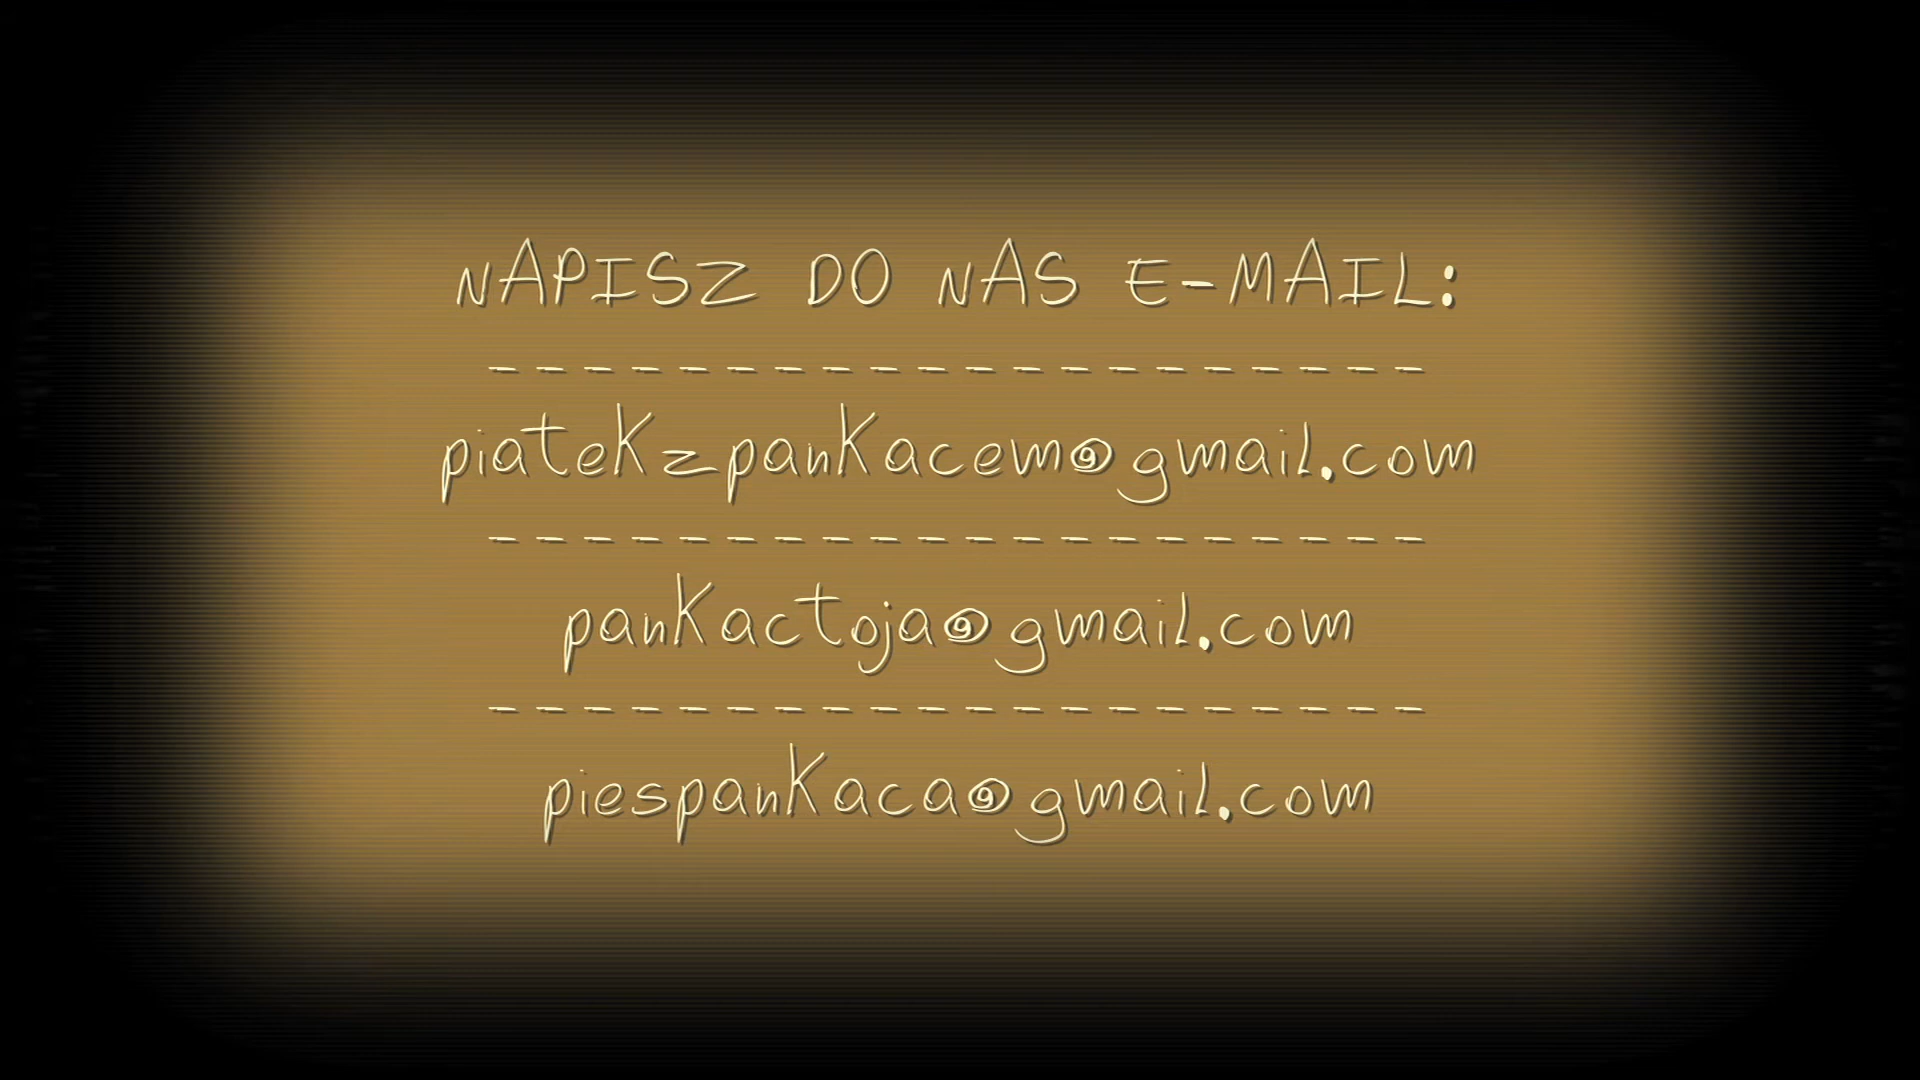 NAPISZ DO NAS E-MAIL:
--------------------
piatekzpankacem@gmail.com
--------------------
pankactoja@gmail.com
--------------------
piespankaca@gmail.com